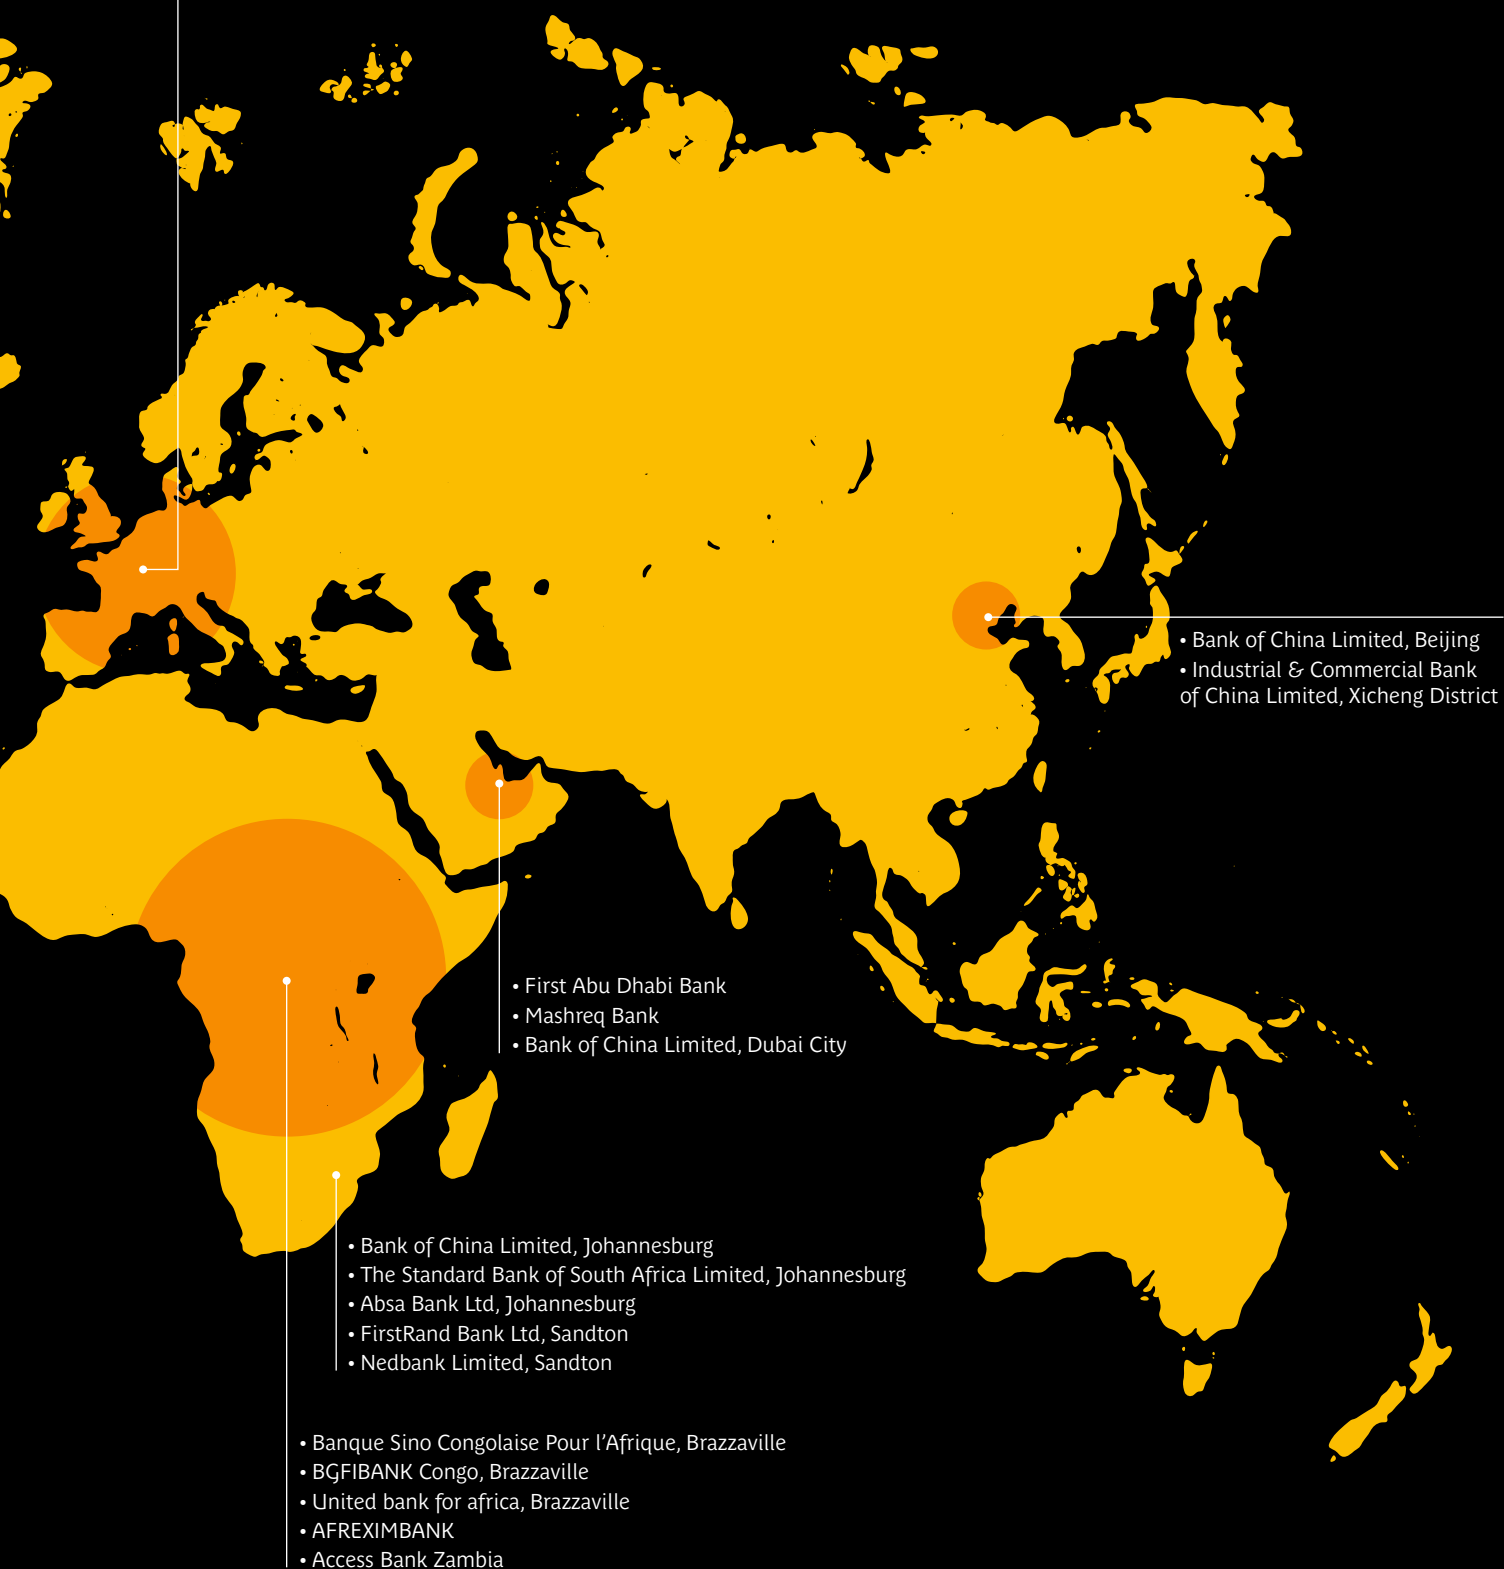 • Bank of China Limited, Beijing
• Industrial & Commercial Bank
of China Limited, Xicheng District
• First Abu Dhabi Bank
• Mashreq Bank
• Bank of China Limited, Dubai City
• Bank of China Limited, Johannesburg
• The Standard Bank of South Africa Limited, Johannesburg
• Absa Bank Ltd, Johannesburg
• FirstRand Bank Ltd, Sandton
• Nedbank Limited, Sandton
• Banque Sino Congolaise Pour l’Afrique, Brazzaville
• BGFIBANK Congo, Brazzaville
• United bank for africa, Brazzaville
• AFREXIMBANK
• Access Bank Zambia